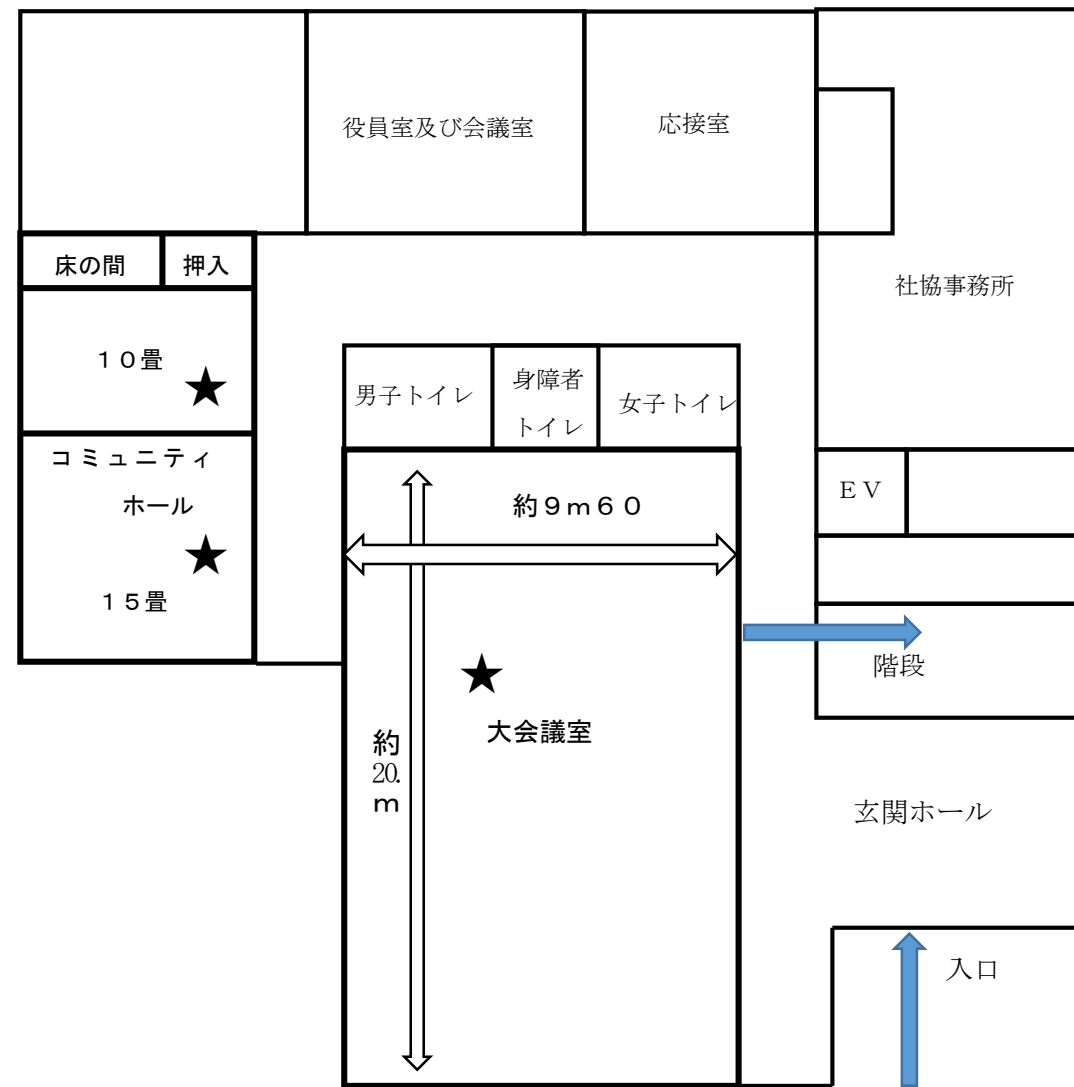 役員室及び会議室
応接室
床の間
押入
社協事務所
１０畳
★
男子トイレ
身障者
トイレ
女子トイレ
コミュニティ
ホール
★
１５畳
ＥＶ
約９ｍ６０
階段
★
大会議室
約
20.
ｍ
玄関ホール
入口